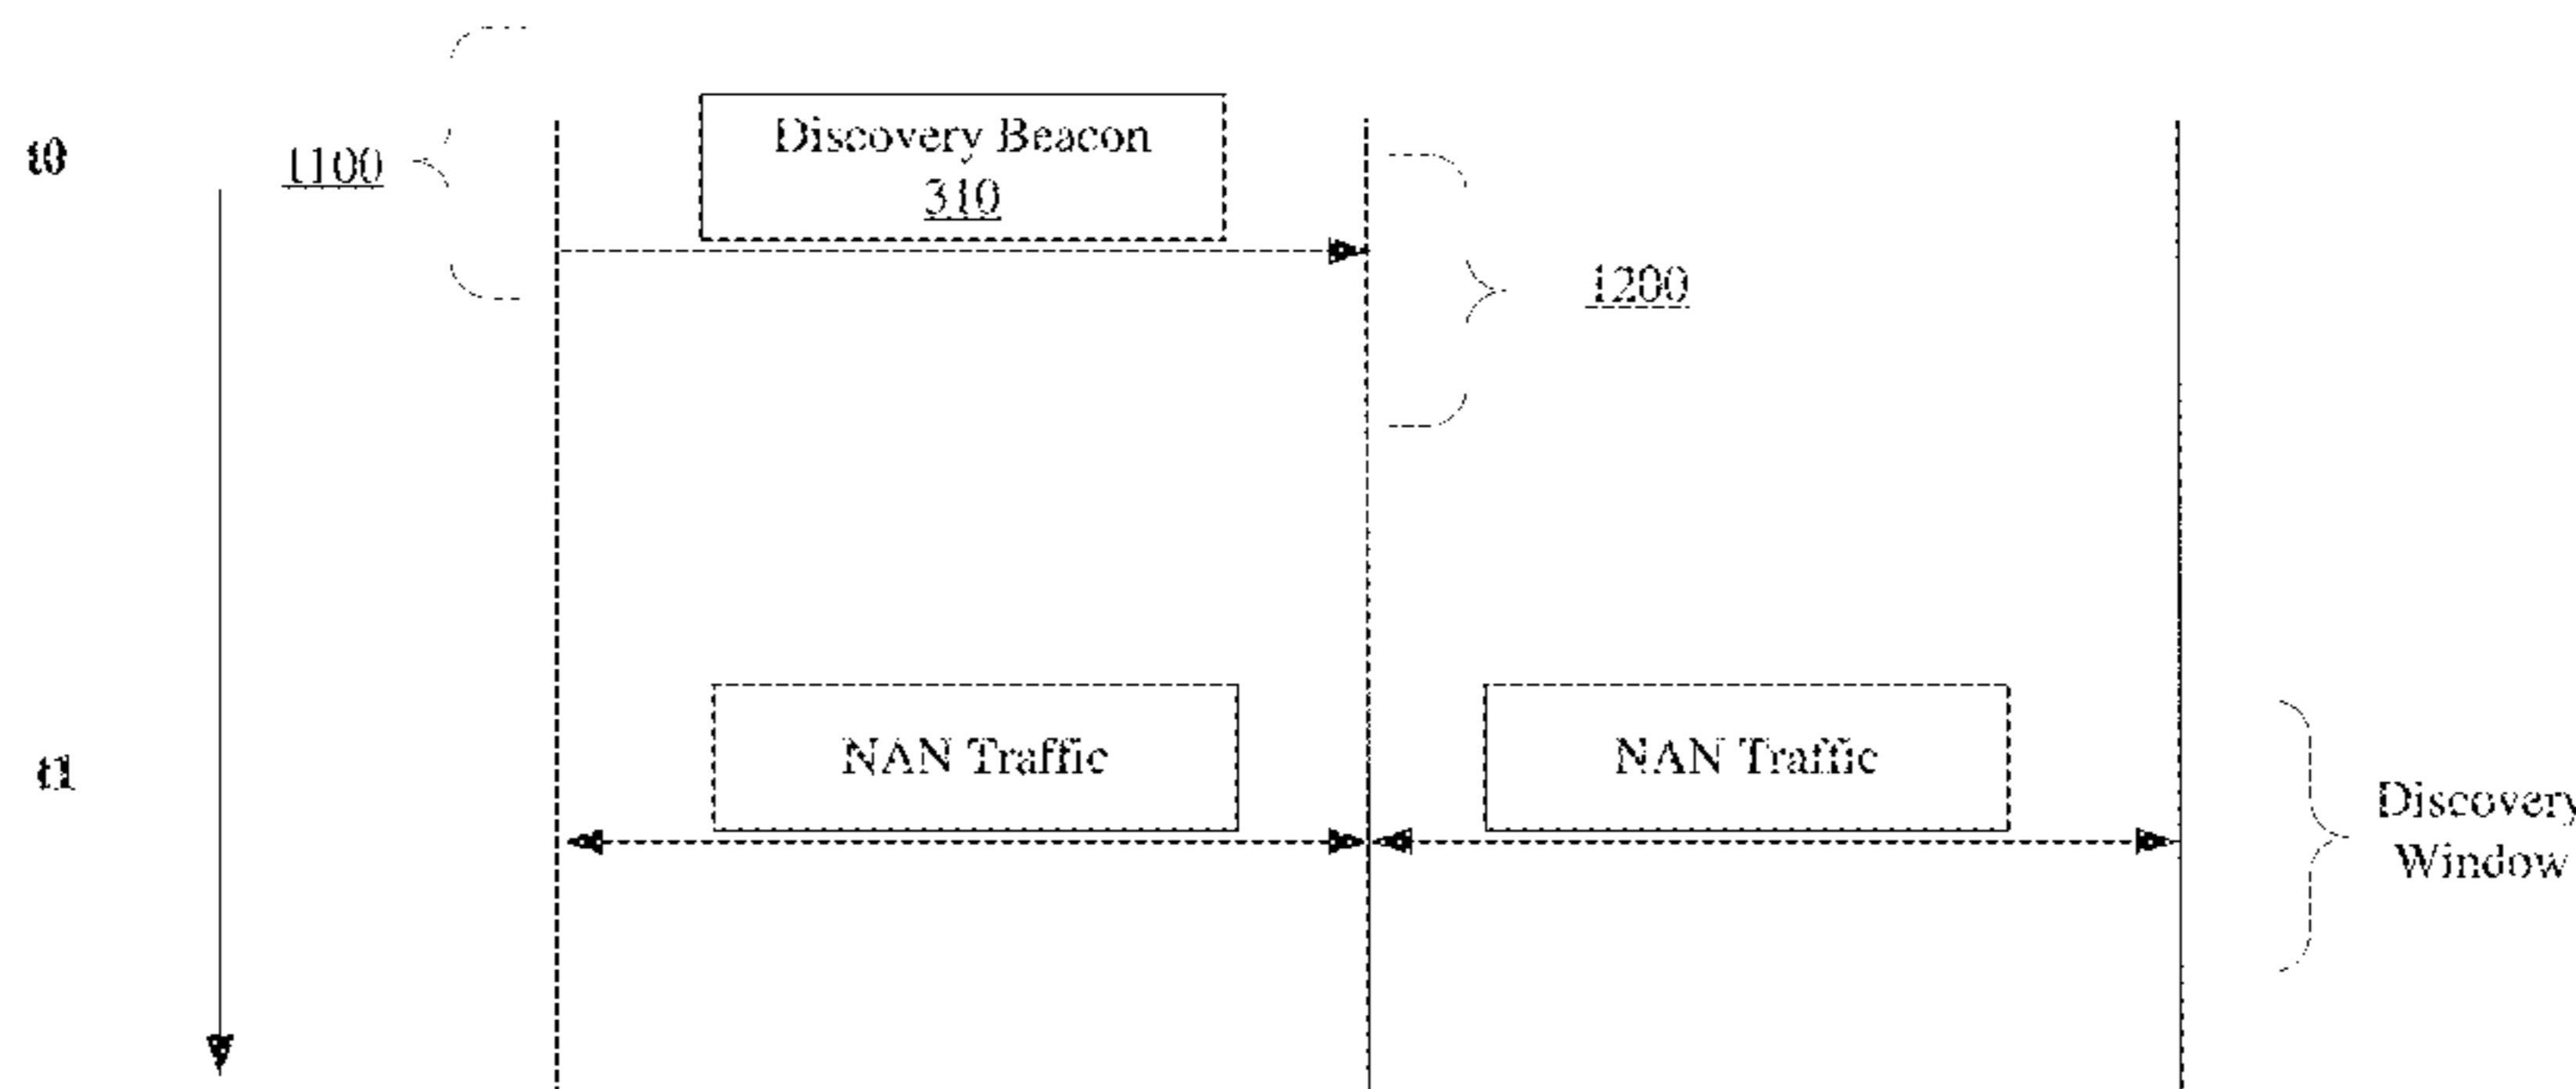 t0
1100
Discovery Beacon
310
1200
t1
NAN Traffic
NAN Traffic
Discovery
Window